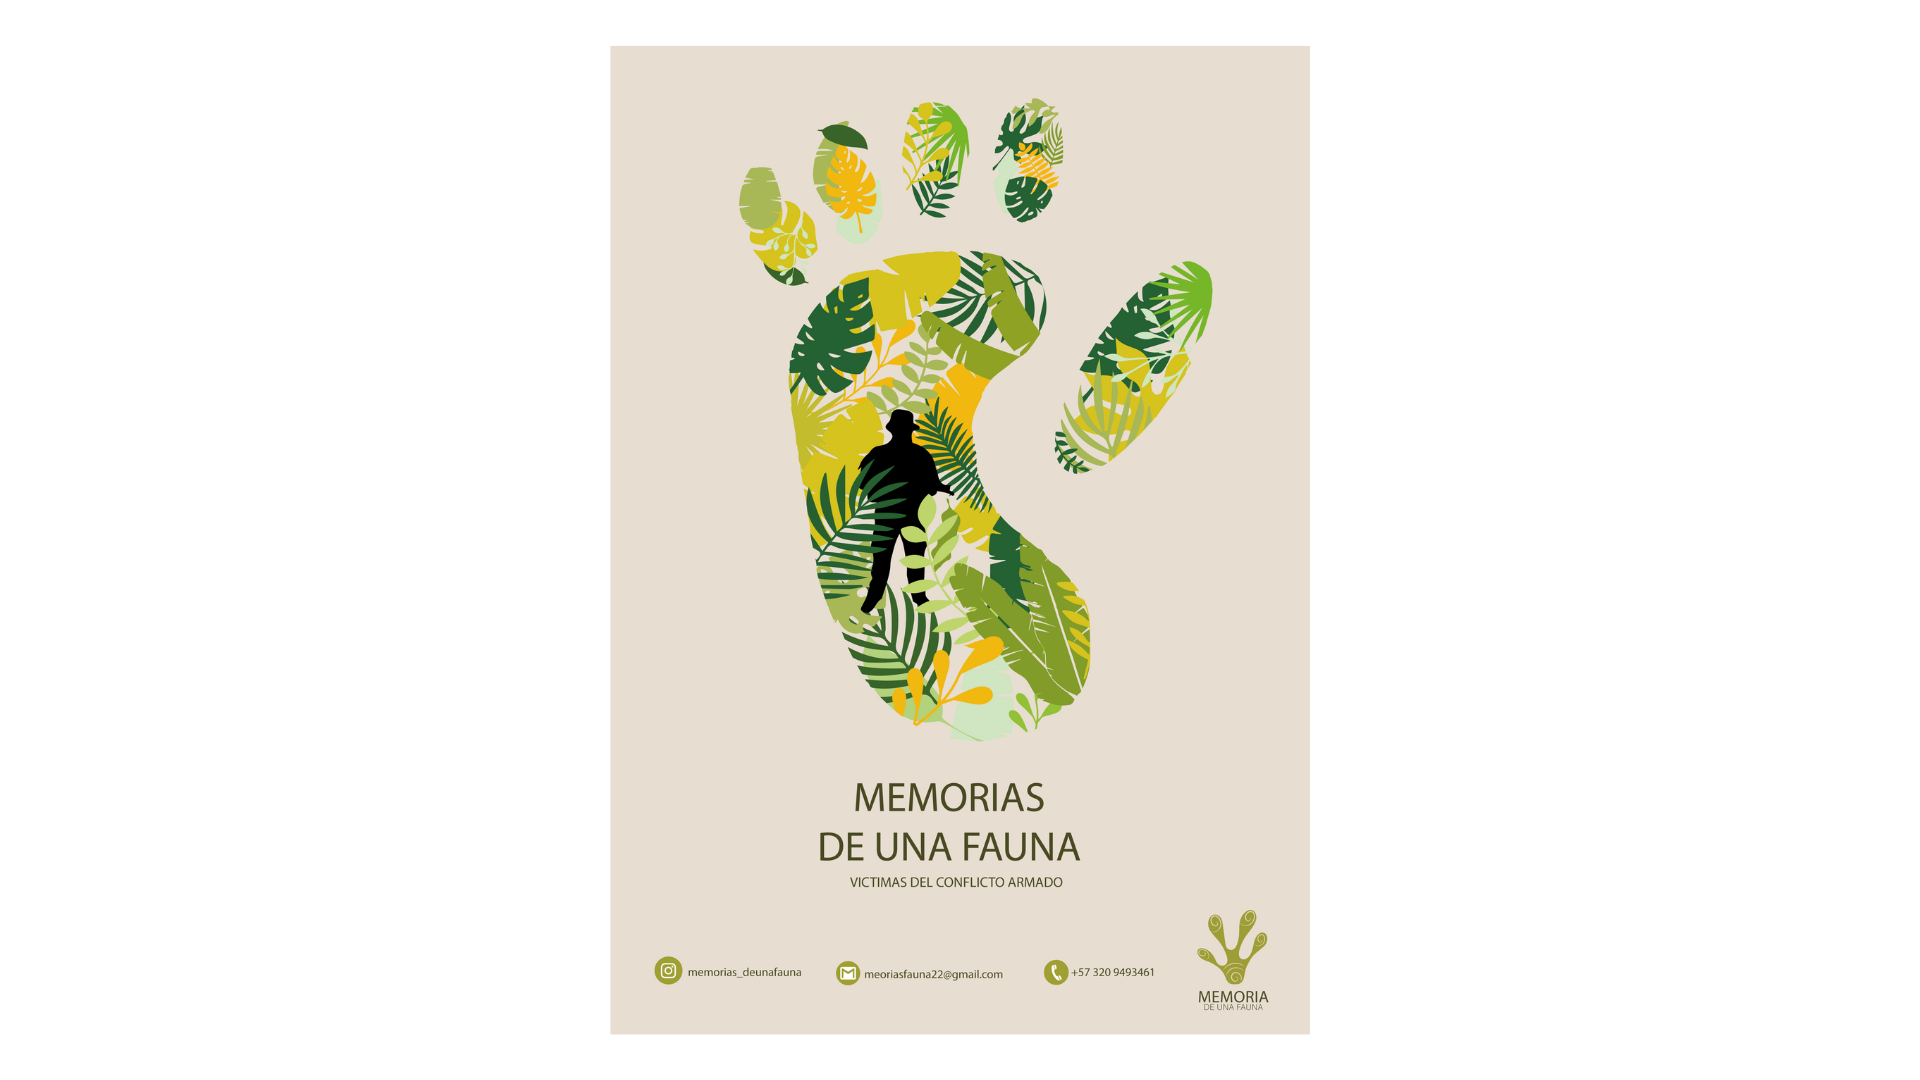 MEMORIAS
DE UNA FAUNA
VICTIMAS DEL CONFLICTO ARMADO
memorias_deunafauna
meoriasfauna22@gmail.com
+57 320 9493461
MEMORIA
DE UNA FAUNA